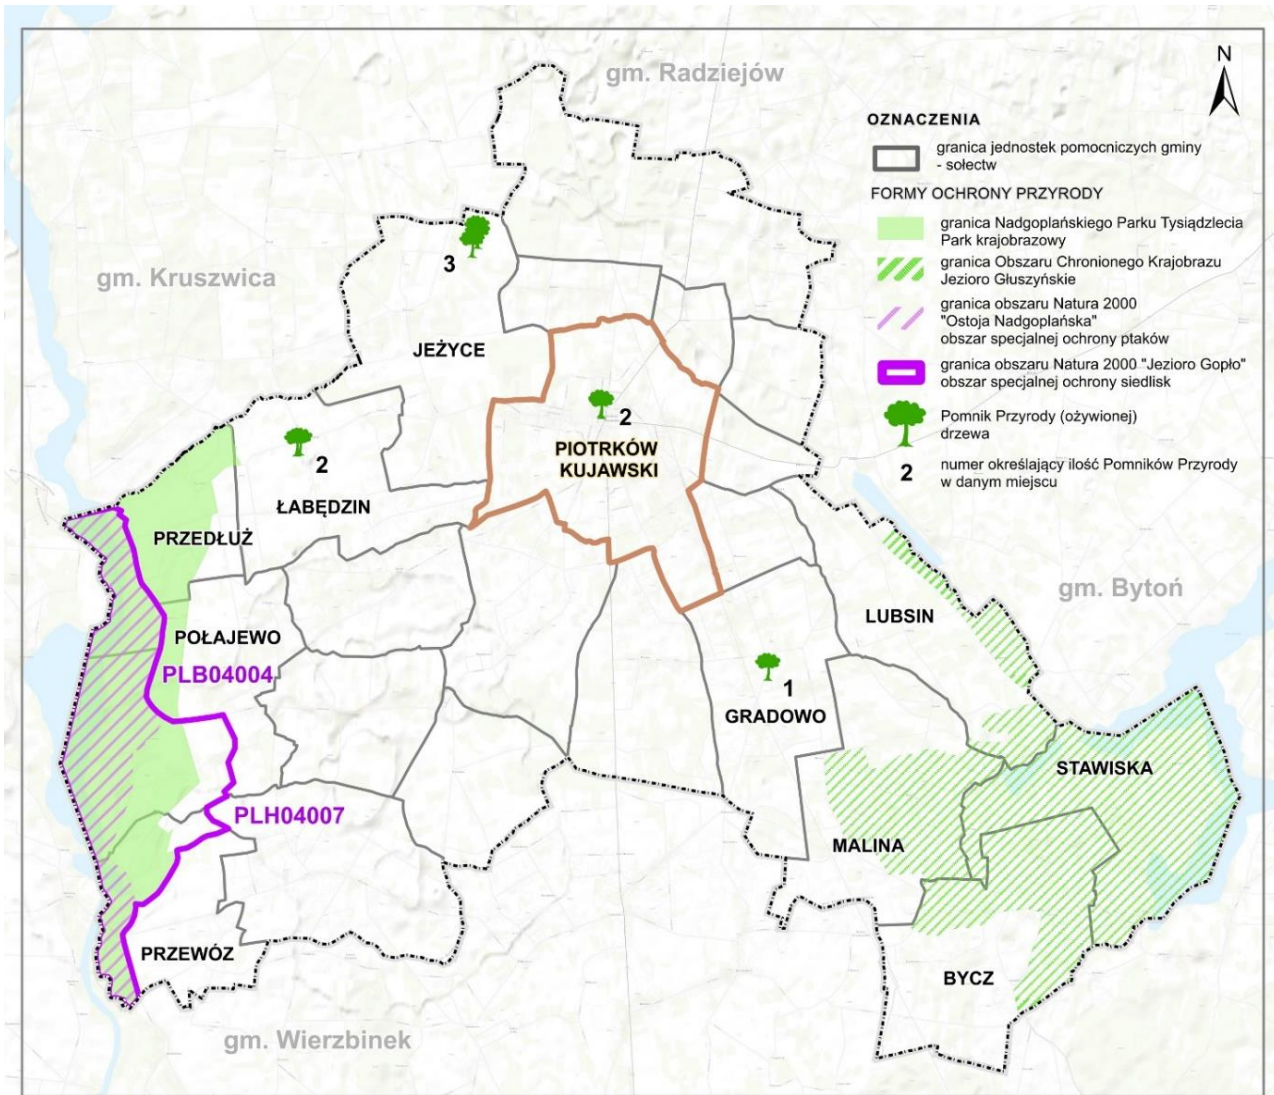 gm. Radziejów
N
OZNACZENIA
granica jednostek pomocniczych gminy
- sołectw
FORMY OCHRONY PRZYRODY
granica Nadgoplańskiego Parku Tysiądzlecia
Park krajobrazowy
granica Obszaru Chronionego Krajobrazu
Jezioro Głuszyńskie
granica obszaru Natura 2000
"Ostoja Nadgoplańska"
obszar specjalnej ochrony ptaków
granica obszaru Natura 2000 "Jezioro Gopło"
obszar specjalnej ochrony siedlisk
Pomnik Przyrody (ożywionej)
drzewa
2
numer określający ilość Pomników Przyrody
w danym miejscu
gm. Kruszwica
3
JEŻYCE
2
PIOTRKÓW
KUJAWSKI
2
ŁABĘDZIN
PRZEDŁUŻ
gm. Bytoń
LUBSIN
POŁAJEWO
PLB04004
1
GRADOWO
STAWISKA
PLH04007
MALINA
PRZEWÓZ
BYCZ
gm. Wierzbinek